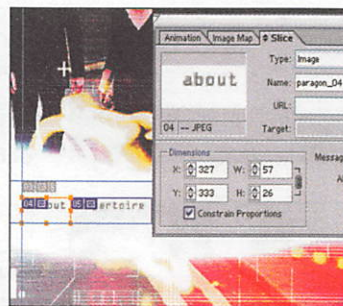 Animation Image Map Slice
Type: Image
about
Name: paragon_04
URL:
04 -- JPEG
Target:
Dimensions
Message
X: 327 W: 57
Y: 333 H: 26
Constrain Proportions
04 out 05 ertoire